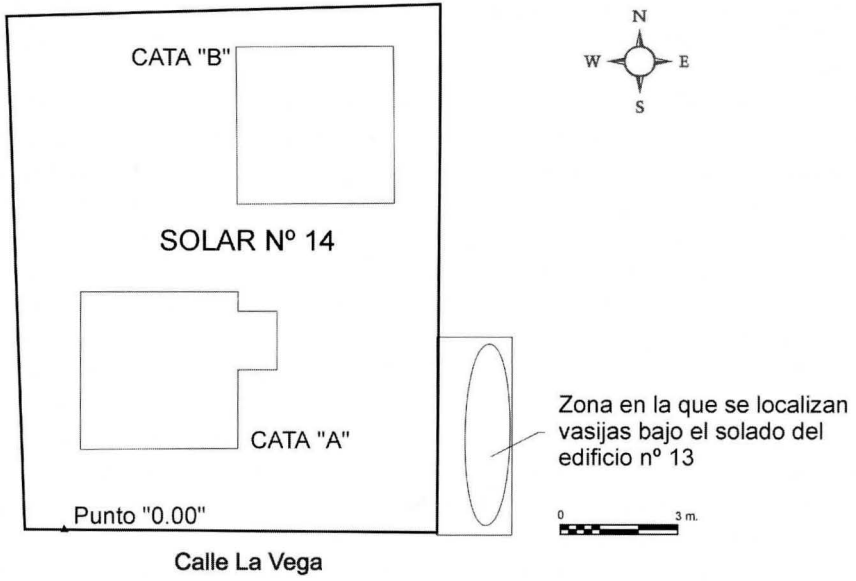 N
W E
S
CATA "B"
SOLAR Nº 14
CATA "A"
Zona en la que se localizan
vasijas bajo el solado del
edificio nº 13
Punto "0.00"
0 3 m.
Calle La Vega